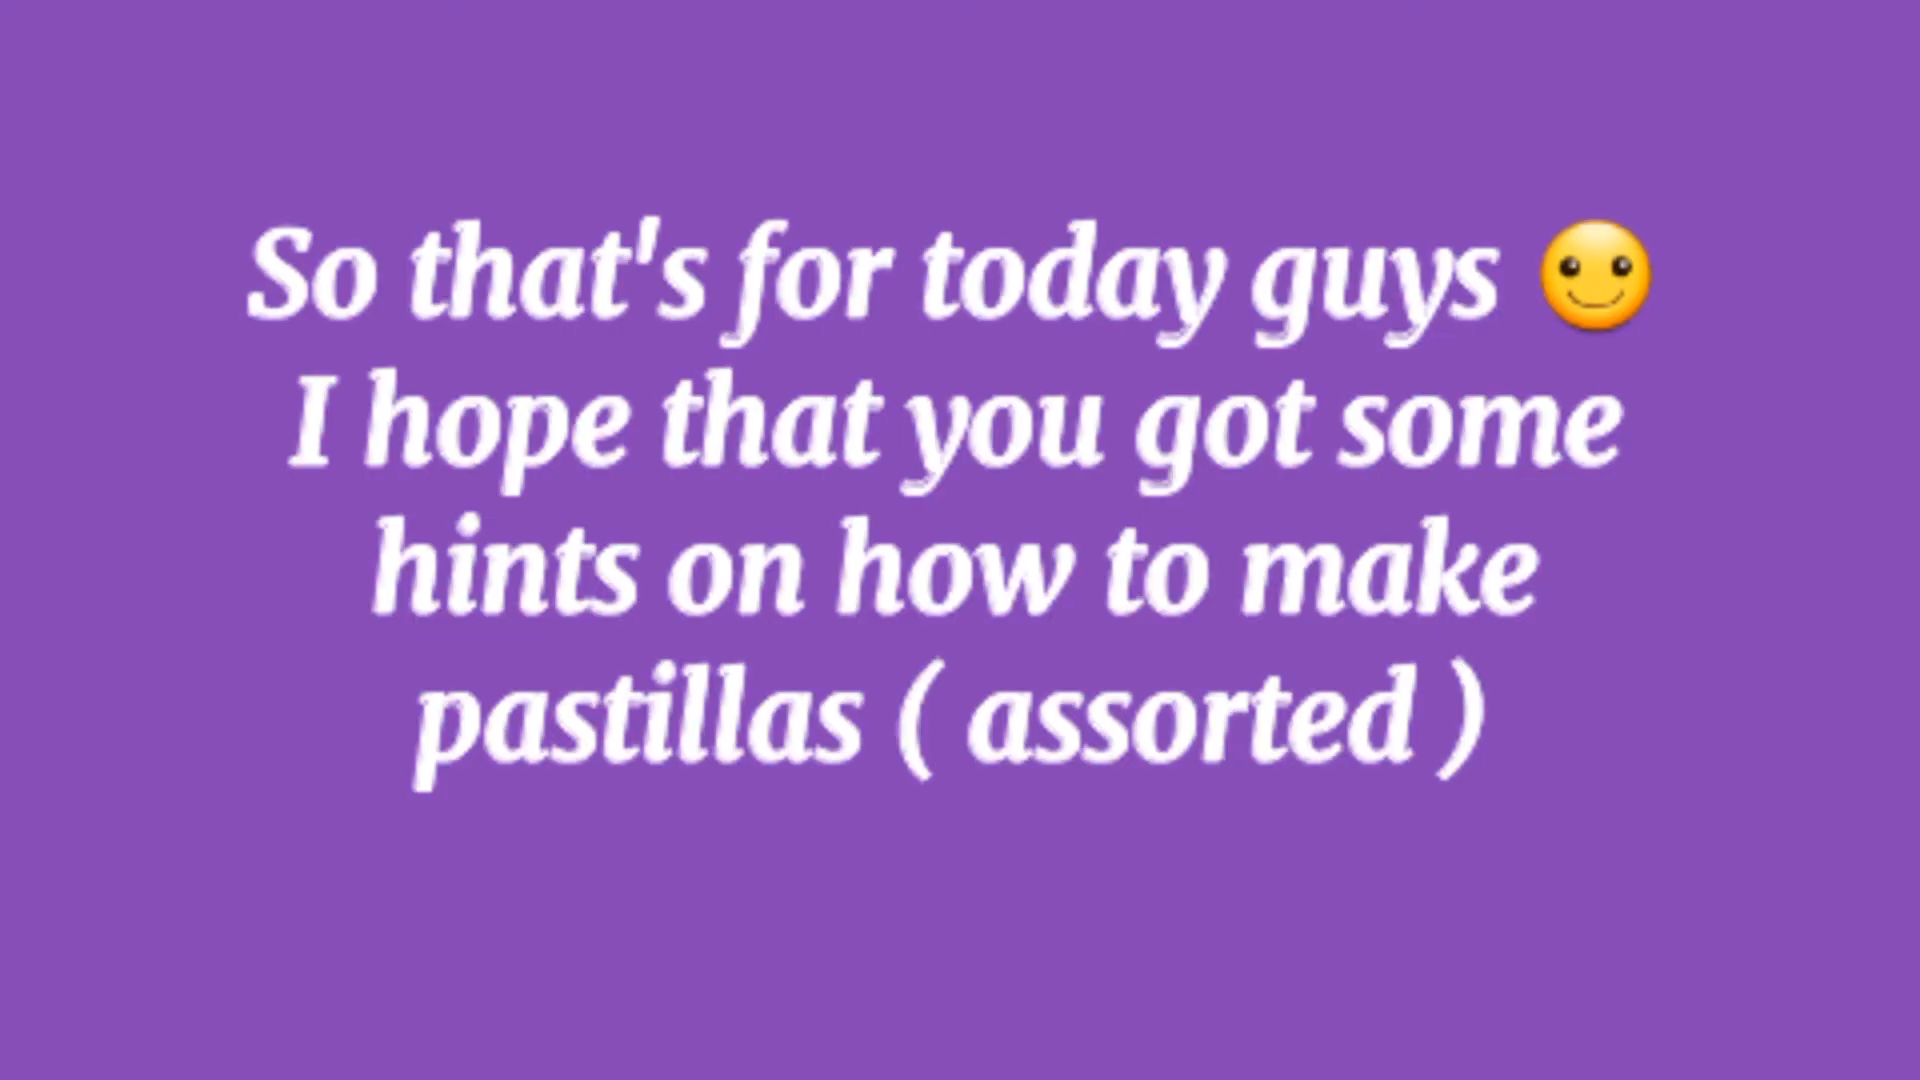 So that's for today guys 🙂
I hope that you got some
hints on how to make
pastillas ( assorted )